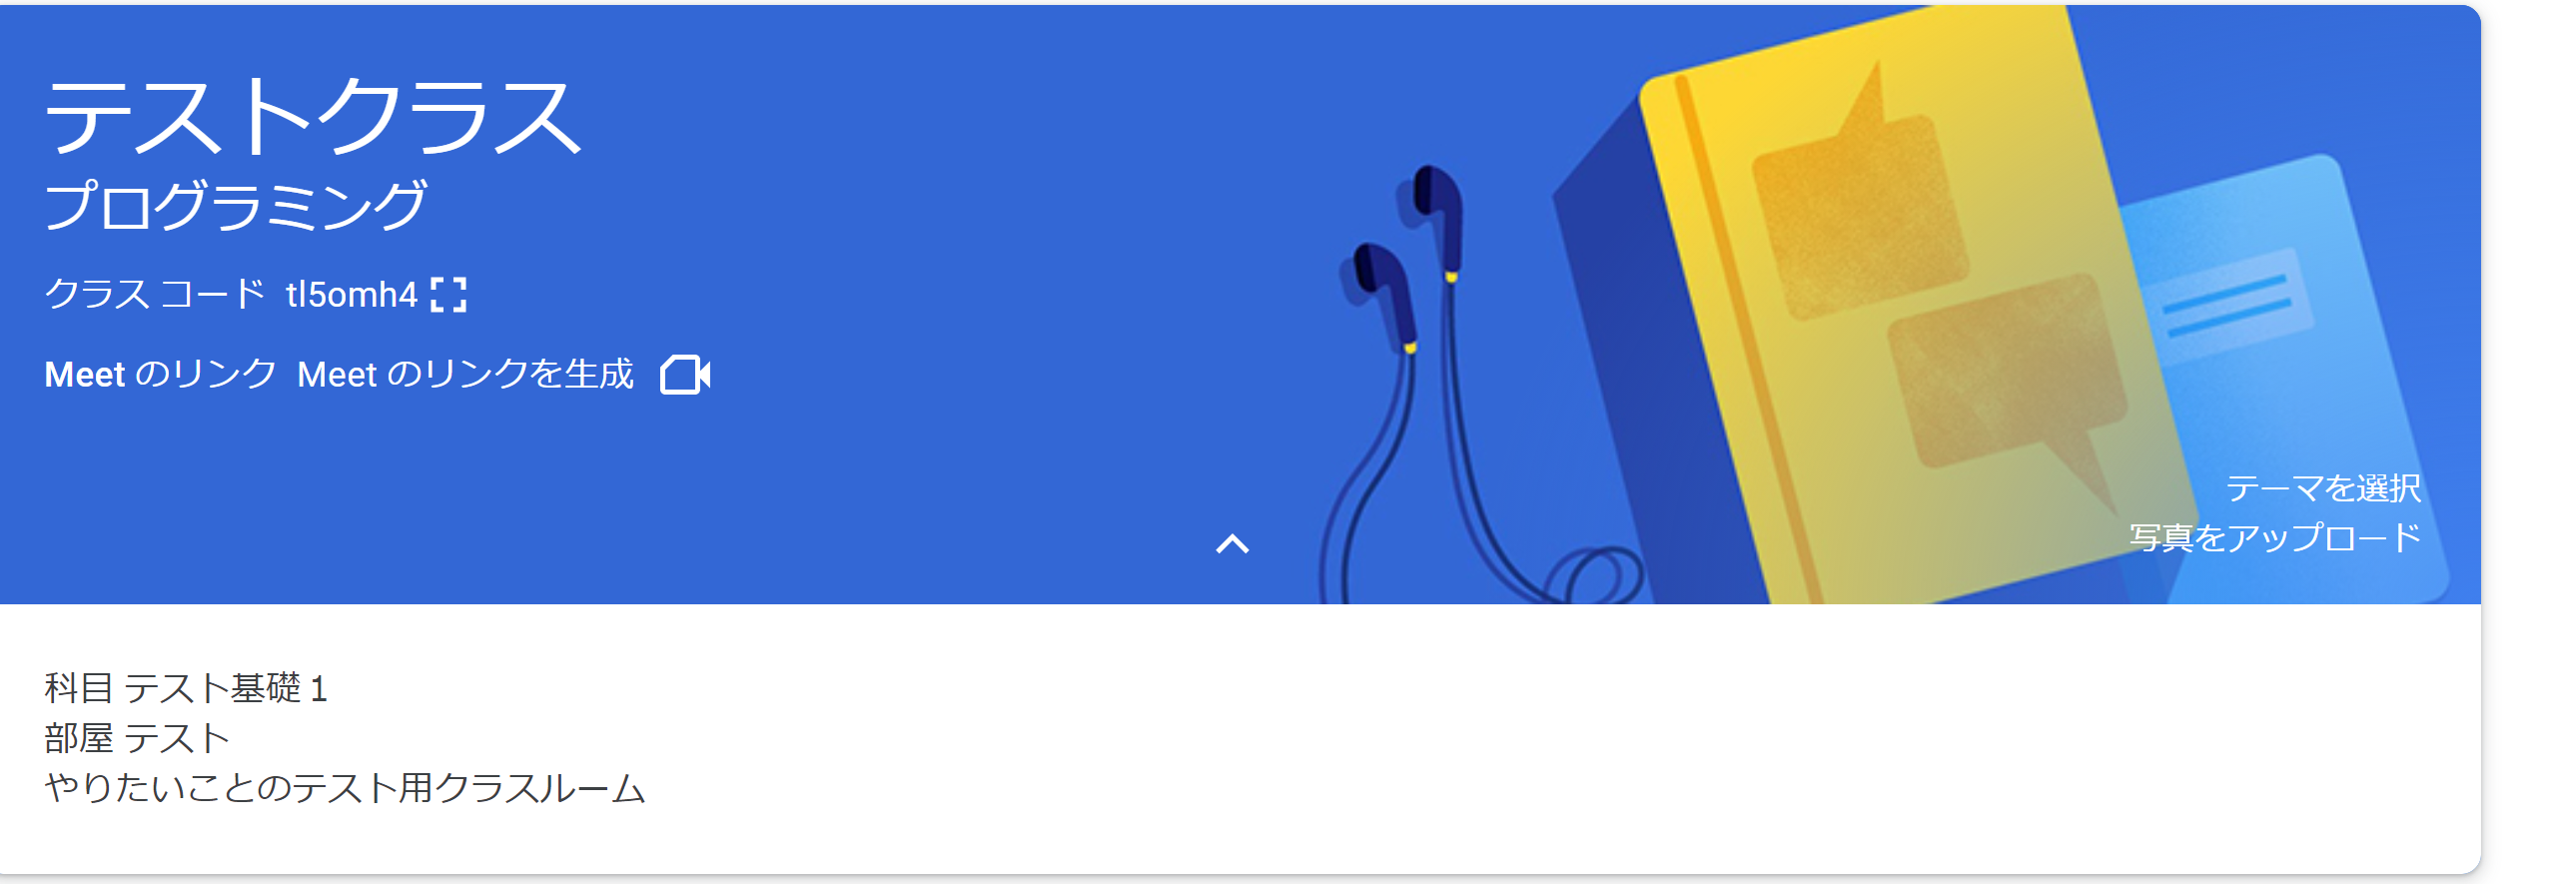 テストクラス
プログラミング
クラス コード tl5omh4
Meet のリンク Meet のリンクを生成
テーマを選択
写真をアップロード
科目 テスト基礎 1
部屋 テスト
やりたいことのテスト用クラスルーム